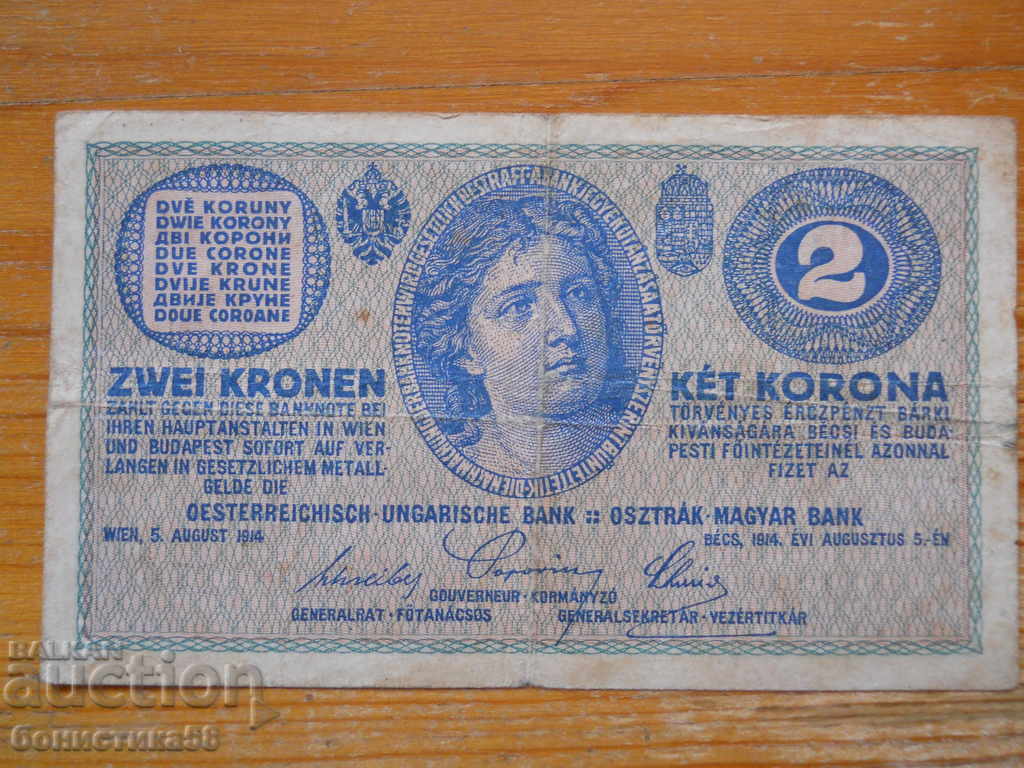 DVĚ KORUNY
DWIE KORONY
ДВІ КОРОНИ
DUE CORONE
DVE KRONE
DVIJE KRUNE
ДВИЈЕ КРУНЕ
DOUE COROANE
2
ZWEI KRONEN
ZAHLT GEGEN DIESE BANKNOTE BEI
IHREN HAUPTANSTALTEN IN WIEN
UND BUDAPEST SOFORT AUF VER-
LANGEN IN GESETZLICHEM METALL-
GELDE DIE
KÉT KORONA
TÖRVÉNYES ÉRCZPÉNZT BÁRKI
KIVÁNSÁGÁRA BÉCSI ÉS BUDA-
PESTI FŐINTÉZETEINÉL AZONNAL
FIZET AZ
OESTERREICHISCH-UNGARISCHE BANK :: OSZTRÁK-MAGYAR BANK
WIEN, 5. AUGUST 1914
BÉCS, 1914. ÉVI AUGUSZTUS 5.-ÉN
GOUVERNEUR - KORMÁNYZÓ
GENERALRAT - FŐTANÁCSOS
GENERALSEKRETÄR - VEZÉRTITKÁR
BALKAN
auction
бонистика58